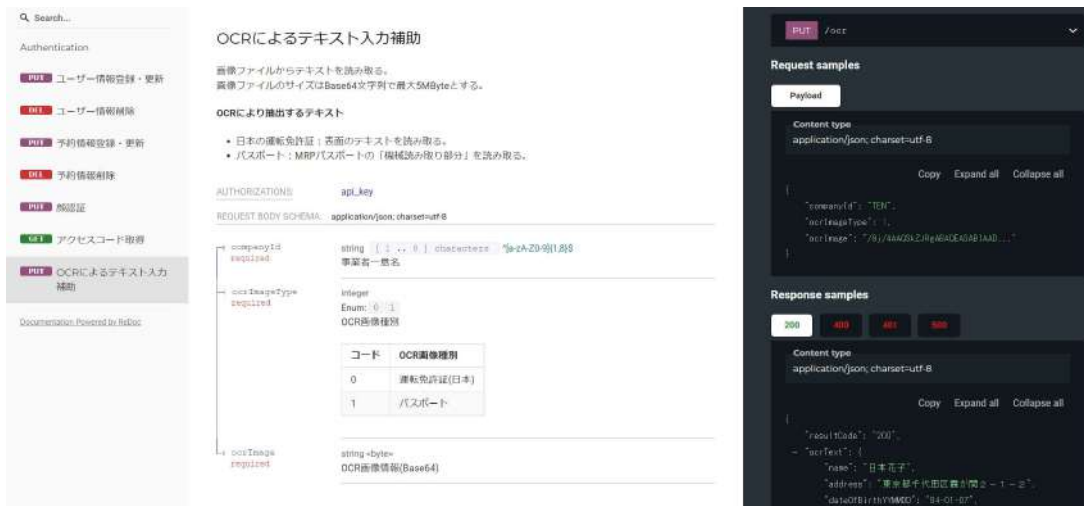 Search...
Authentication
PUT ユーザー情報登録・更新
DEL ユーザー情報削除
PUT 予約情報登録・更新
DEL 予約情報削除
PUT 顔認証
GET アクセスコード取得
PUT OCRによるテキスト入力
補助
Documentation Powered by ReDoc
OCRによるテキスト入力補助
画像ファイルからテキストを読み取る。
画像ファイルのサイズはBase64文字列で最大5MByteとする。
OCRにより抽出するテキスト
• 日本の運転免許証：表面のテキストを読み取る。
• パスポート：MRPパスポートの「機械読み取り部分」を読み取る。
AUTHORIZATIONS: api_key
REQUEST BODY SCHEMA: application/json; charset=utf-8
companyId string [ 1 .. 8 ] characters ^[a-zA-Z0-9]{1,8}$
required 事業者一意名
ocrImageType integer
required Enum: 0 1
OCR画像種別
コード OCR画像種別
0 運転免許証(日本)
1 パスポート
ocrImage string <byte>
required OCR画像情報(Base64)
PUT /ocr
Request samples
Payload
Content type
application/json; charset=utf-8
Copy Expand all Collapse all
{
"companyId": "TEN",
"ocrImageType": 1,
"ocrImage":
}
Response samples
200 400 401 500
Content type
application/json; charset=utf-8
Copy Expand all Collapse all
{
"resultCode": "200",
- "ocrText": {
"name": "日本花子",
"address": "東京都千代田区霞が関２－１－２",
"dateOfBirthYYMMDD": "94-01-07",